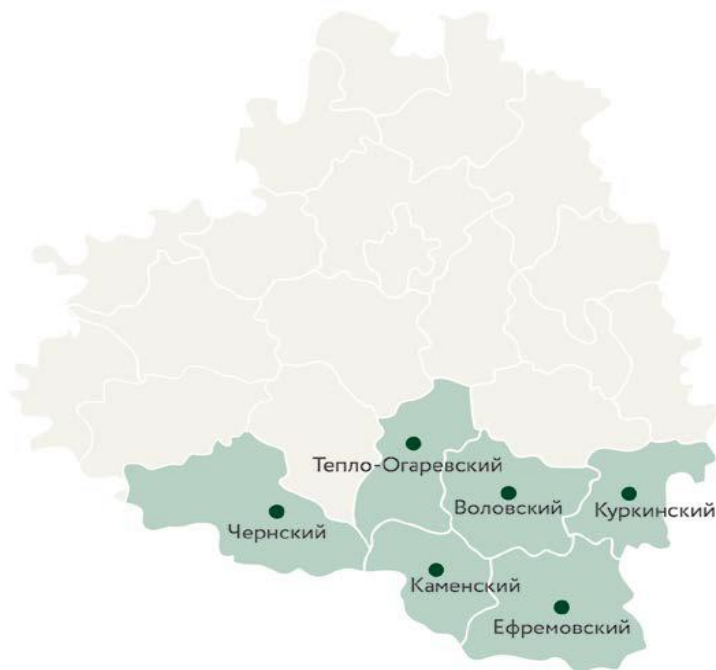 Тепло-Огаревский
Воловский
Куркинский
Чернский
Каменский
Ефремовский